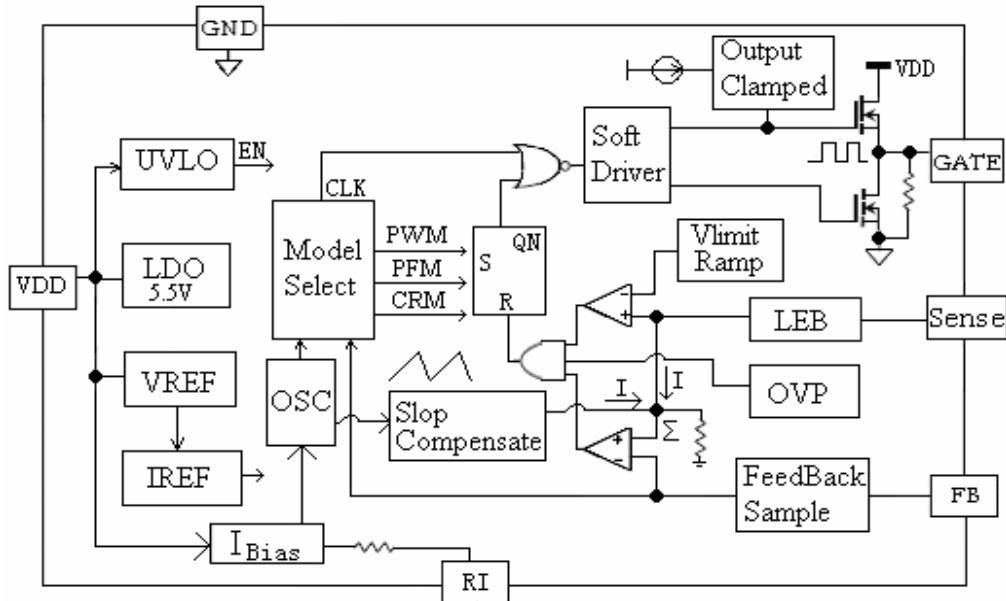 GND
Output
Clamped
VDD
UVLO
EN
Soft
Driver
GATE
CLK
Model
Select
PWM
PFM
CRM
S
QN
R
Vlimit
Ramp
VDD
LDO
5.5V
LEB
Sense
VREF
OSC
Slop
Compensate
I
I
OVP
Σ
IREF
FeedBack
Sample
FB
I Bias
RI
+
-
+
-